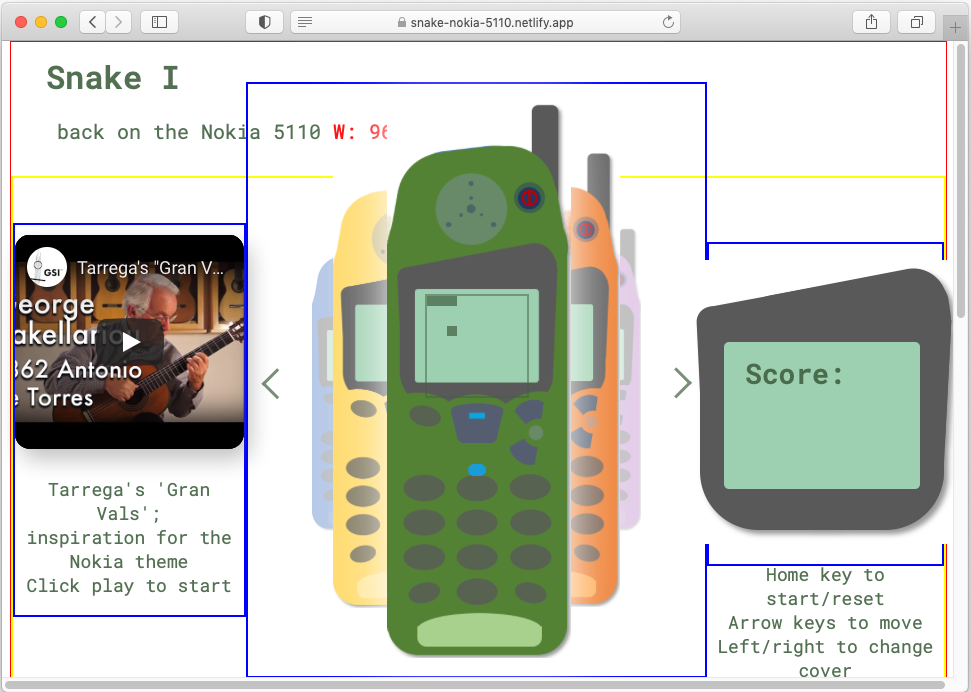 snake-nokia-5110.netlify.app
Snake I
back on the Nokia 5110 W: 96
GSI
Tarrega's "Gran V...
eorge
akellario
862 Antonio
e Torres
Score:
Tarrega's 'Gran
Vals';
inspiration for the
Nokia theme
Click play to start
Home key to
start/reset
Arrow keys to move
Left/right to change
cover